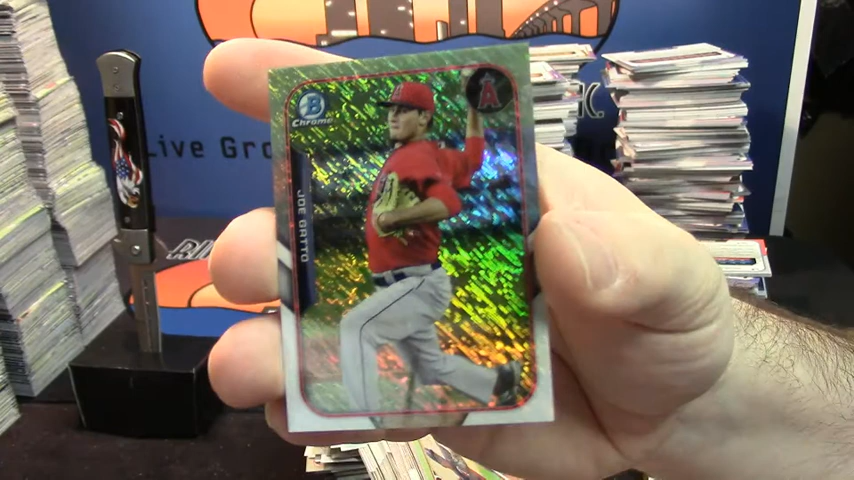 B
Chrome
A
JOE GATTO
Live Gro